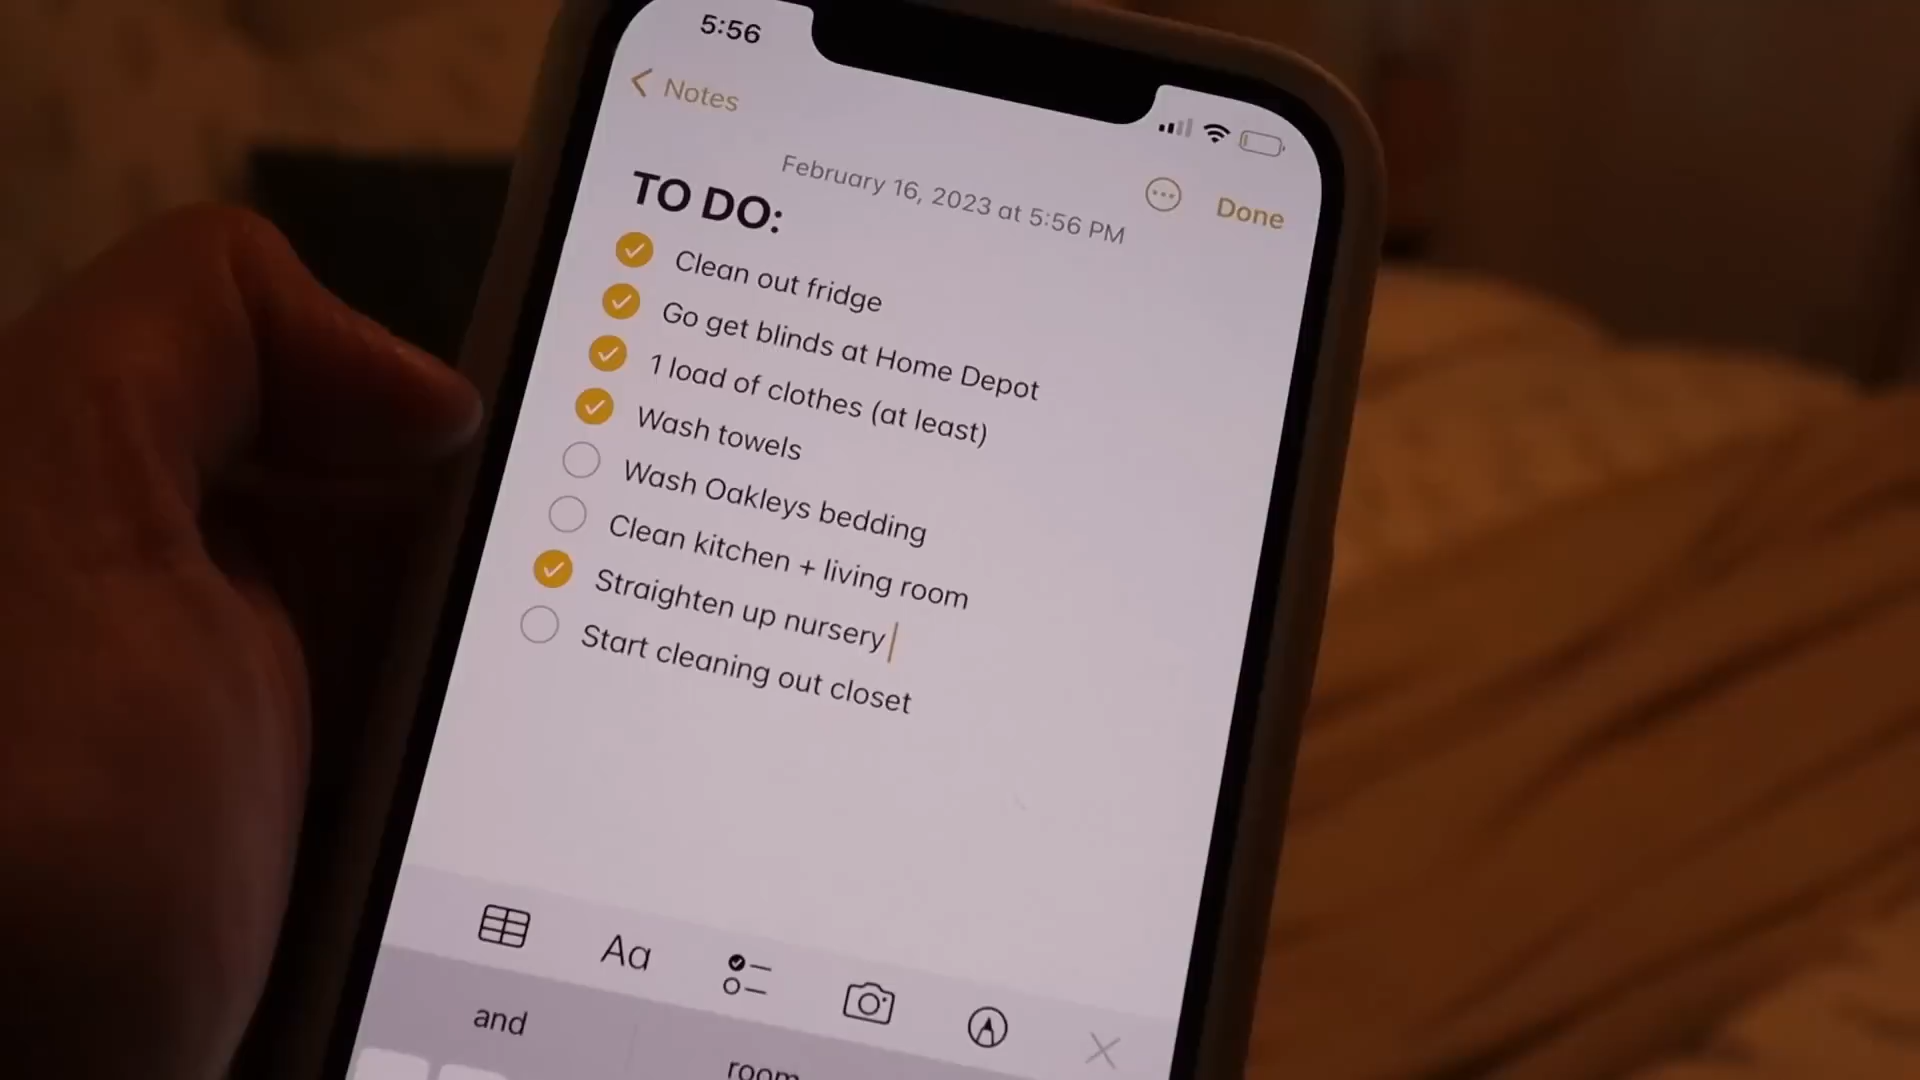 5:56
Notes
February 16, 2023 at 5:56 PM
Done
TO DO:
Clean out fridge
Go get blinds at Home Depot
1 load of clothes (at least)
Wash towels
Wash Oakleys bedding
Clean kitchen + living room
Straighten up nursery
Start cleaning out closet
Aa
and
room